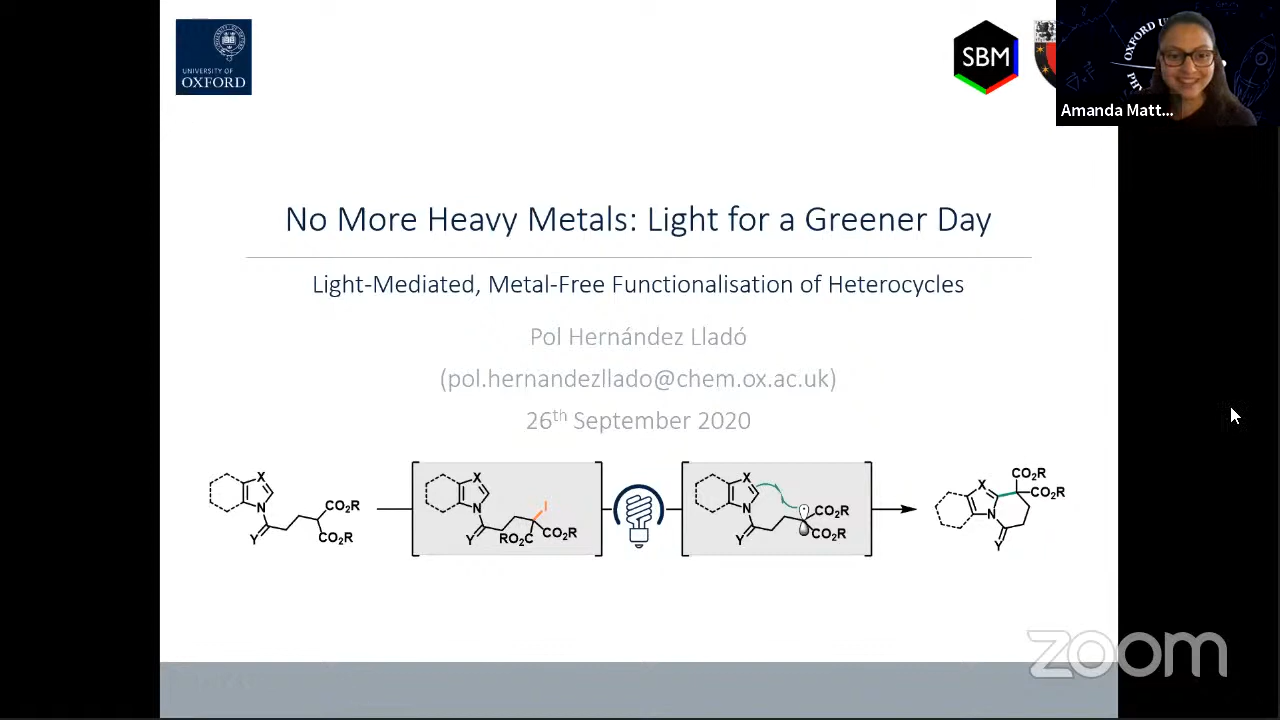 UNIVERSITY OF
OXFORD
SBM
OXFORD U
Amanda Matt...
No More Heavy Metals: Light for a Greener Day
Light-Mediated, Metal-Free Functionalisation of Heterocycles
Pol Hernández Lladó
(pol.hernandezllado@chem.ox.ac.uk)
26th September 2020
X
N
Y
CO₂R
CO₂R
X
N
Y
I
RO₂C
CO₂R
X
N
Y
CO₂R
CO₂R
X
N
Y
CO₂R
CO₂R
zoom